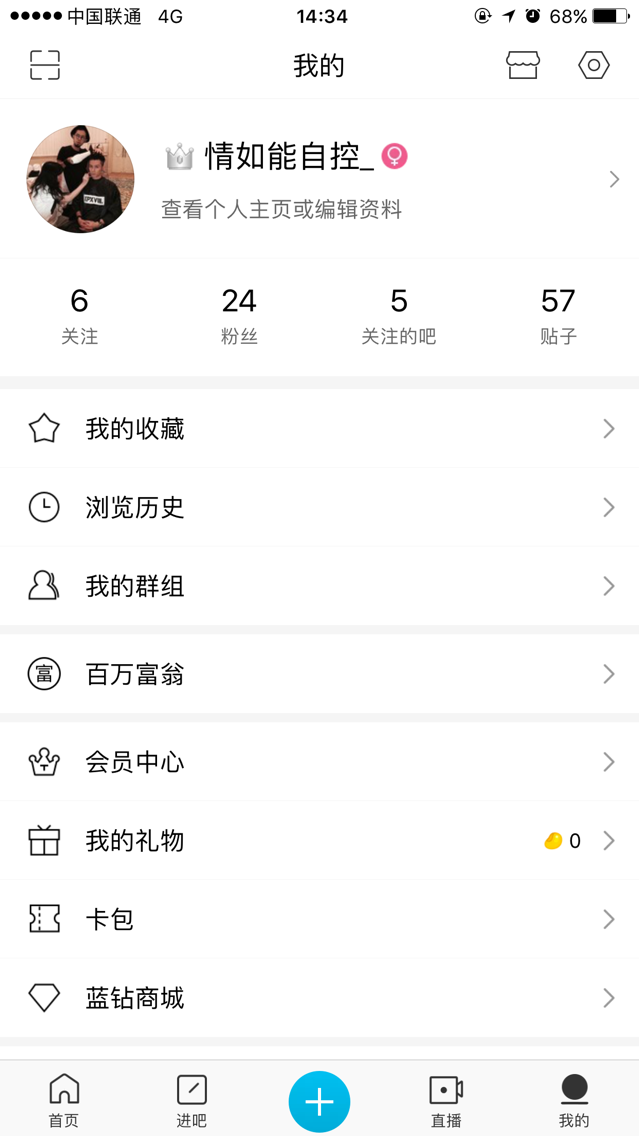 中国联通 4G 14:34 68%
我的
情如能自控_
查看个人主页或编辑资料
6 24 5 57
关注 粉丝 关注的吧 贴子
我的收藏
浏览历史
我的群组
富 百万富翁
会员中心
我的礼物 0
卡包
蓝钻商城
首页 进吧 直播 我的